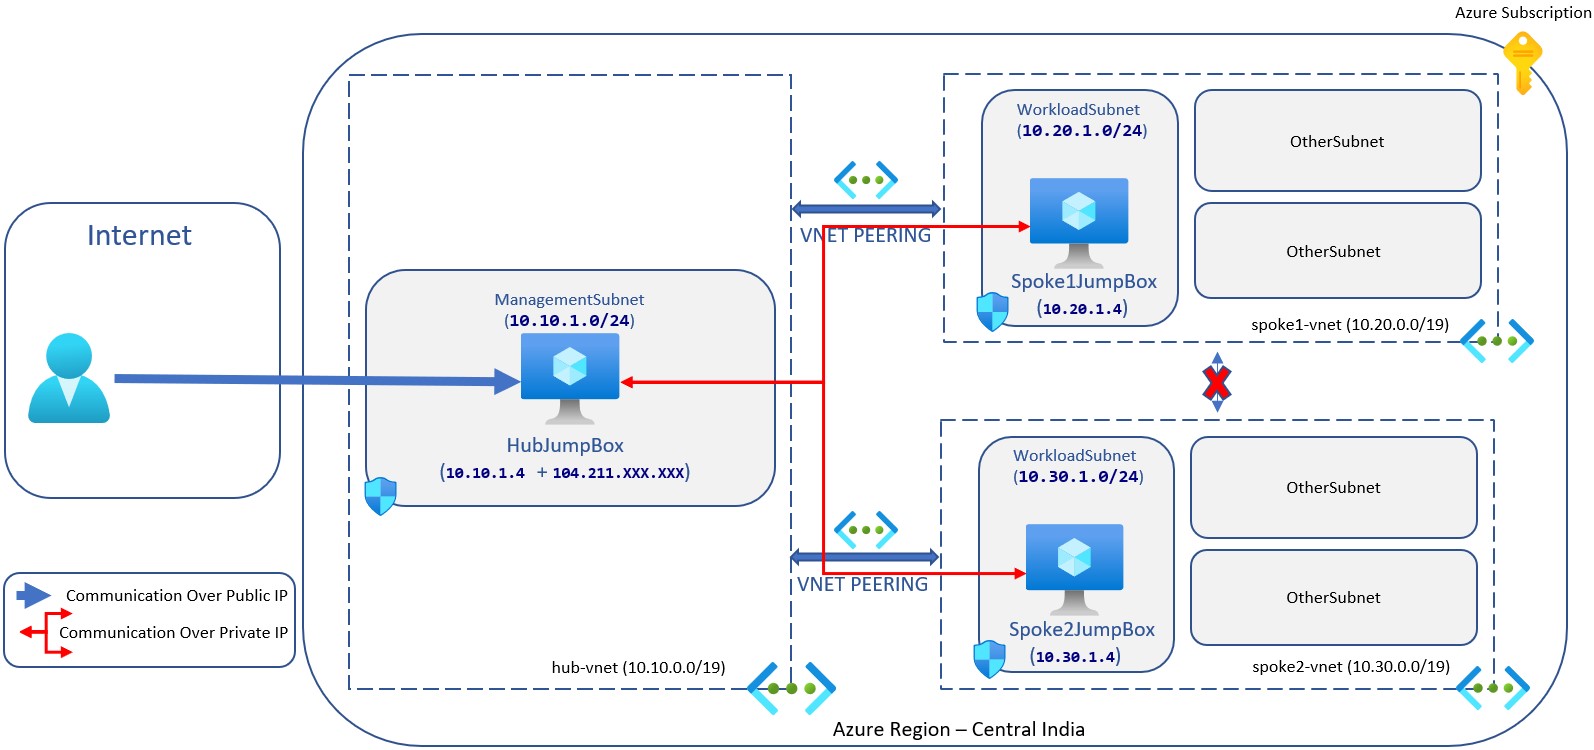 Azure Subscription
Internet
ManagementSubnet
(10.10.1.0/24)
HubJumpBox
(10.10.1.4 + 104.211.XXX.XXX)
hub-vnet (10.10.0.0/19)
VNET PEERING
WorkloadSubnet
(10.20.1.0/24)
Spoke1JumpBox
(10.20.1.4)
OtherSubnet
OtherSubnet
spoke1-vnet (10.20.0.0/19)
VNET PEERING
WorkloadSubnet
(10.30.1.0/24)
Spoke2JumpBox
(10.30.1.4)
OtherSubnet
OtherSubnet
spoke2-vnet (10.30.0.0/19)
Communication Over Public IP
Communication Over Private IP
Azure Region – Central India